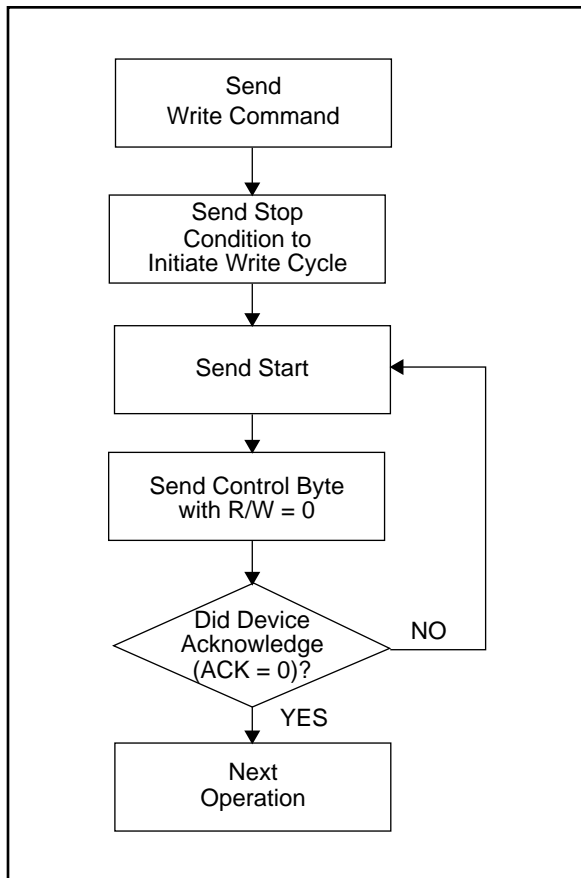 Send
Write Command
Send Stop
Condition to
Initiate Write Cycle
Send Start
Send Control Byte
with R/W = 0
Did Device
Acknowledge
(ACK = 0)?
NO
YES
Next
Operation